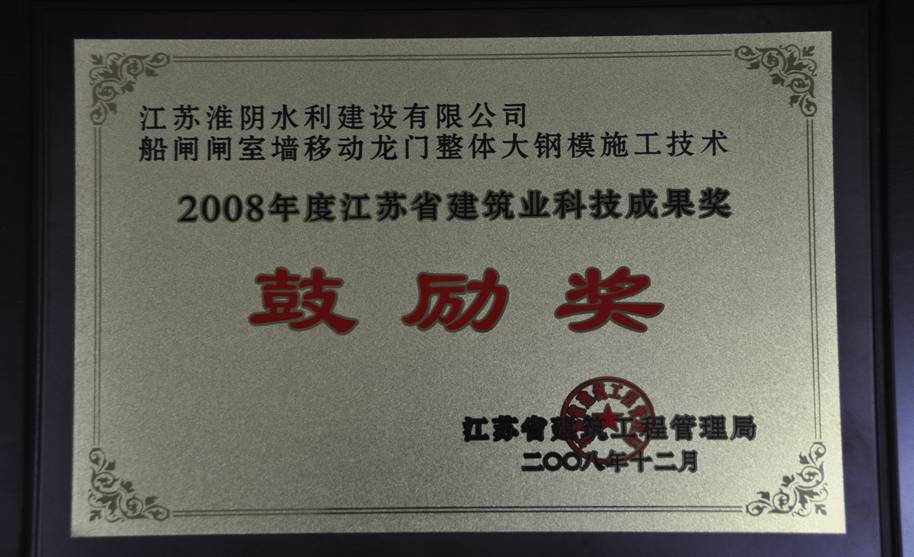 江苏淮阴水利建设有限公司
船闸闸室墙移动龙门整体大钢模施工技术
2008年度江苏省建筑业科技成果奖
鼓励奖
江苏省建筑工程管理局
二〇〇八年十二月